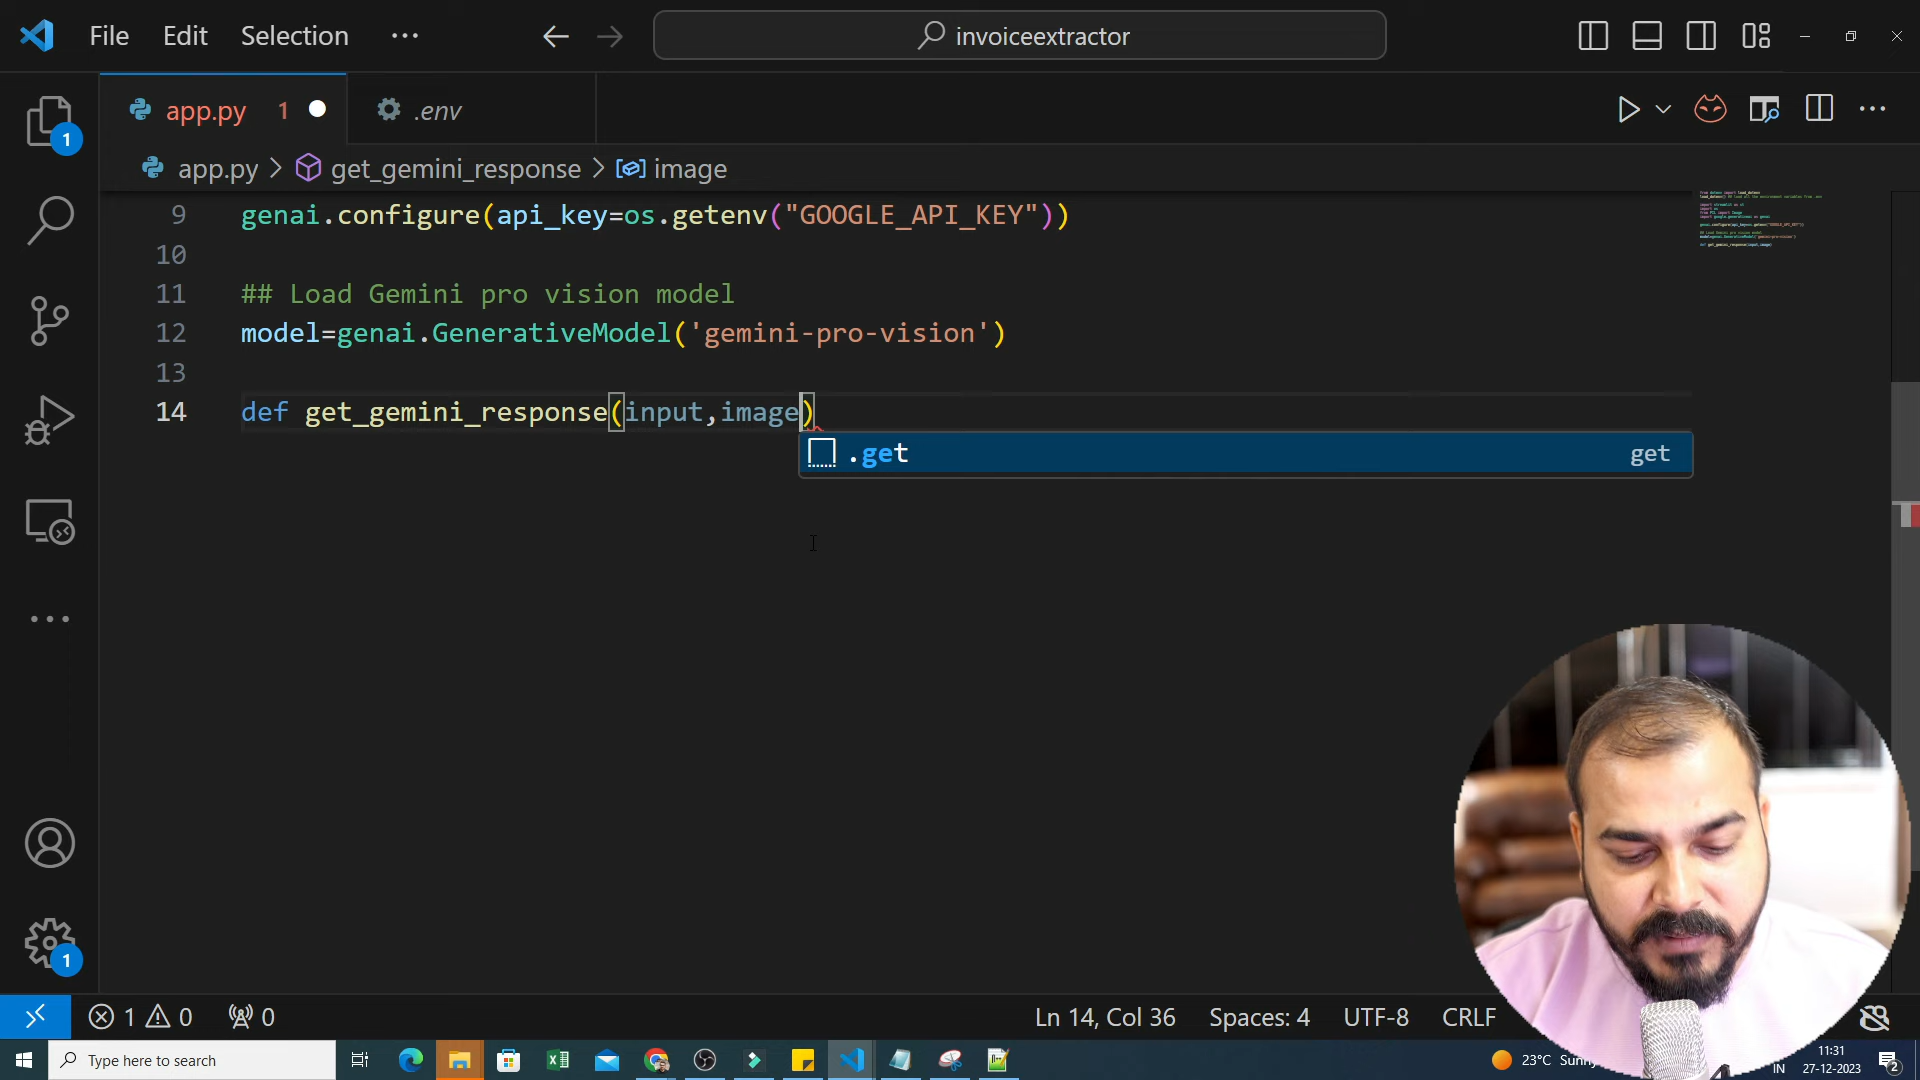 File Edit Selection ··· invoiceextractor
app.py 1 .env
app.py > get_gemini_response > image
9 genai.configure(api_key=os.getenv("GOOGLE_API_KEY"))
10
11 ## Load Gemini pro vision model
12 model=genai.GenerativeModel('gemini-pro-vision')
13
14 def get_gemini_response(input,image)
.get get
1
1
1 0 0 Ln 14, Col 36 Spaces: 4 UTF-8 CRLF
Type here to search 23°C IN 11:31
27-12-2023 2